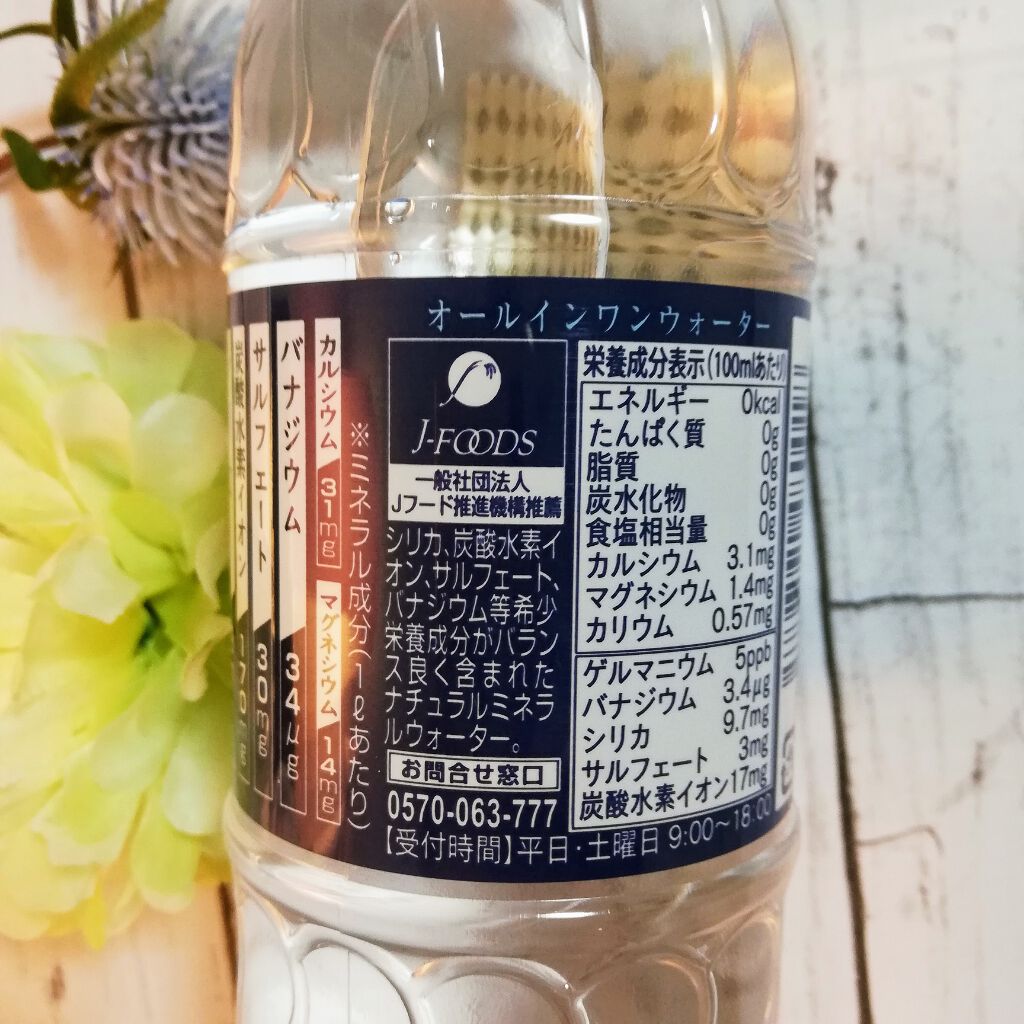 オールインワンウォーター
炭酸水素イオン 170mg
サルフェート 30mg
バナジウム 34μg
カルシウム 31mg
マグネシウム 14mg
※ミネラル成分(1ℓあたり)
J-FOODS
一般社団法人
Jフード推進機構推薦
シリカ、炭酸水素イ
オン、サルフェート、
バナジウム等希少
栄養成分がバラン
ス良く含まれた
ナチュラルミネラ
ルウォーター。
お問合せ窓口
0570-063-777
【受付時間】平日・土曜日 9:00~18:00
栄養成分表示(100mlあたり)
エネルギー 0kcal
たんぱく質 0g
脂質 0g
炭水化物 0g
食塩相当量 0g
カルシウム 3.1mg
マグネシウム 1.4mg
カリウム 0.57mg
ゲルマニウム 5ppb
バナジウム 3.4μg
シリカ 9.7mg
サルフェート 3mg
炭酸水素イオン 17mg